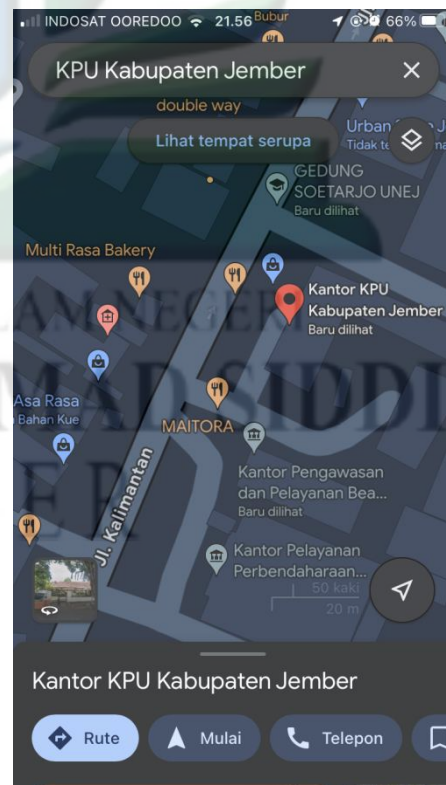 INDOSAT OOREDOO 21.56 66%
Bubur
KPU Kabupaten Jember
double way
Lihat tempat serupa
Urban
Tidak te
GEDUNG
SOETARJO UNEJ
Baru dilihat
Multi Rasa Bakery
Kantor KPU
Kabupaten Jember
Baru dilihat
Asa Rasa
Bahan Kue
MAITORA
Jl. Kalimantan
Kantor Pengawasan
dan Pelayanan Bea...
Baru dilihat
Kantor Pelayanan
Perbendaharaan...
50 kaki
20 m
Kantor KPU Kabupaten Jember
Rute
Mulai
Telepon